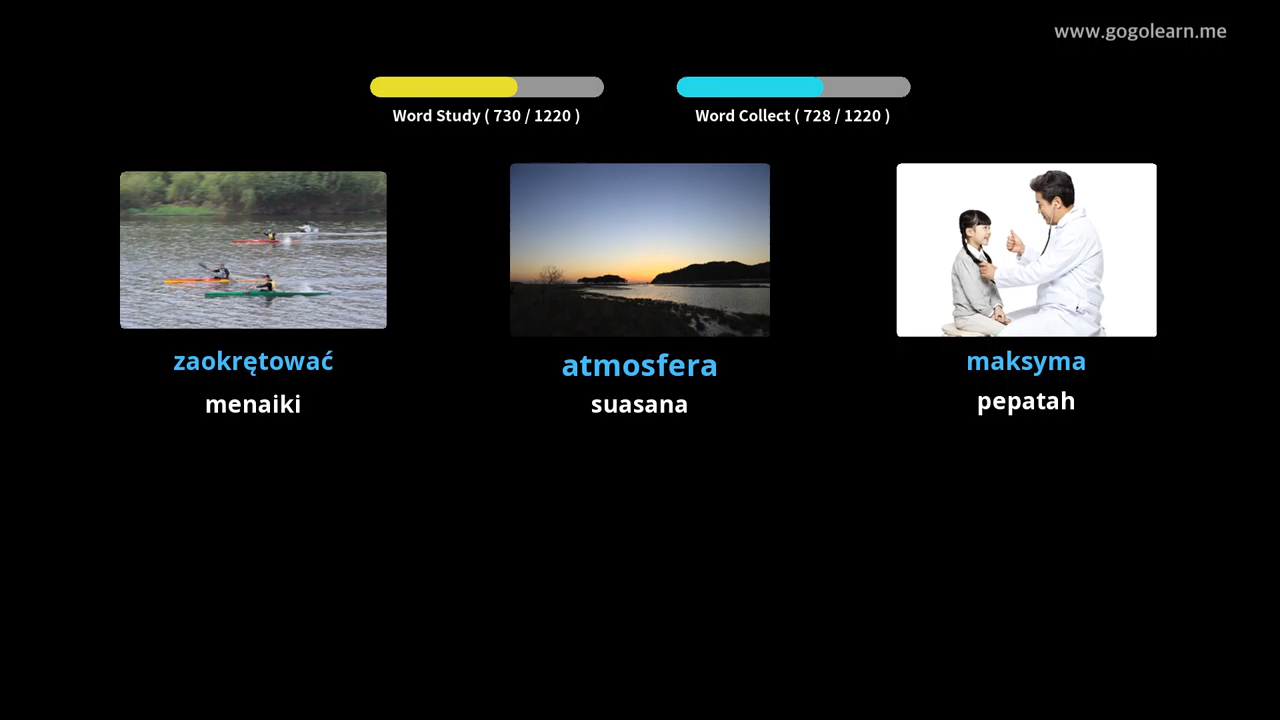 www.gogolearn.me
Word Study ( 730 / 1220 )
Word Collect ( 728 / 1220 )
zaokrętować
atmosfera
maksyma
menaiki
suasana
pepatah